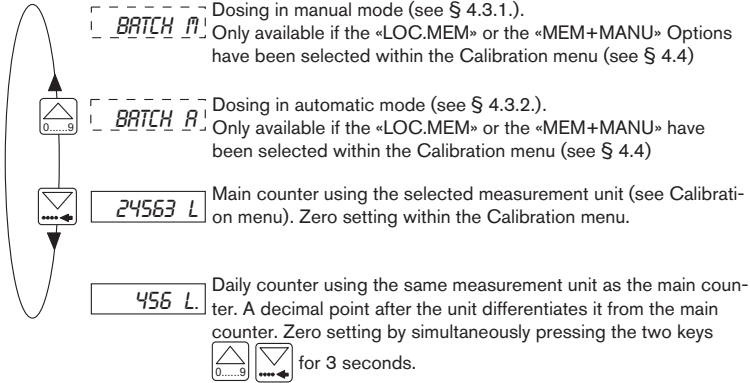 BATCH M
Dosing in manual mode (see § 4.3.1.).
Only available if the «LOC.MEM» or the «MEM+MANU» Options
have been selected within the Calibration menu (see § 4.4)
0......9
BATCH A
Dosing in automatic mode (see § 4.3.2.).
Only available if the «LOC.MEM» or the «MEM+MANU» have
been selected within the Calibration menu (see § 4.4)
24563 L
Main counter using the selected measurement unit (see Calibrati-
on menu). Zero setting within the Calibration menu.
456 L.
Daily counter using the same measurement unit as the main coun-
ter. A decimal point after the unit differentiates it from the main
counter. Zero setting by simultaneously pressing the two keys
0......9 for 3 seconds.